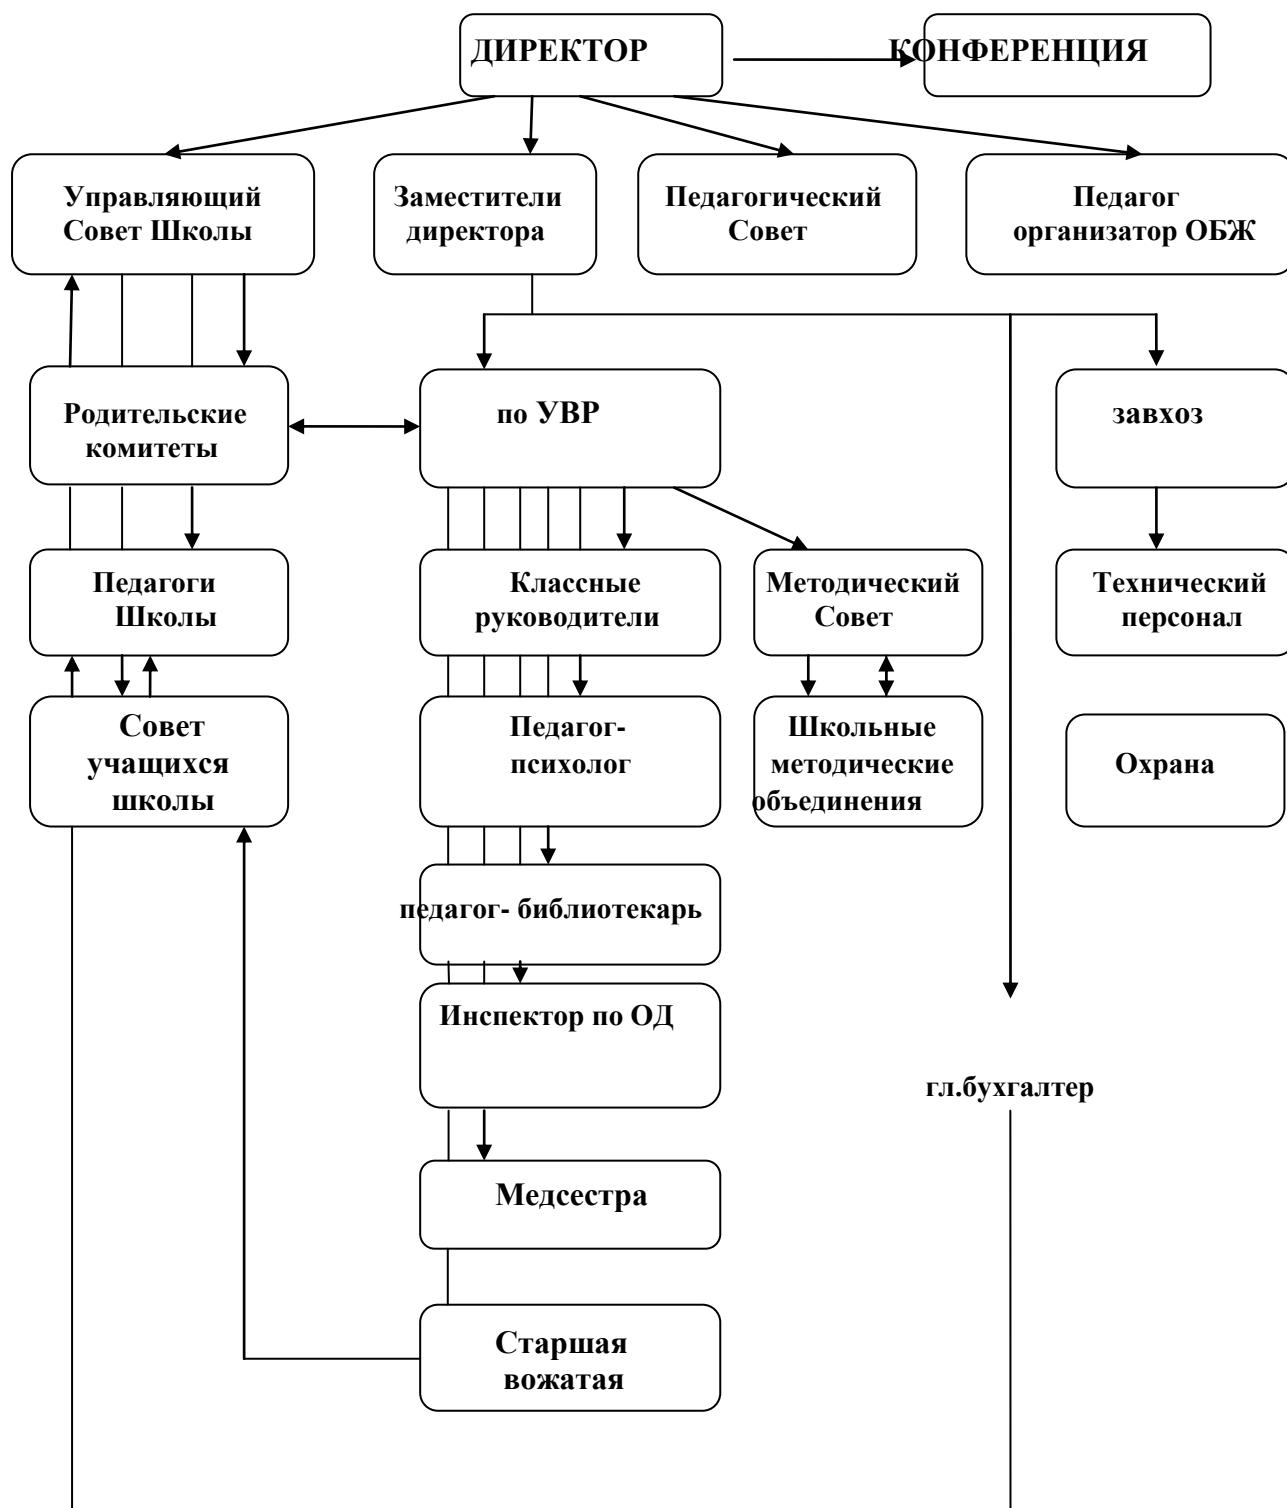 ДИРЕКТОР
КОНФЕРЕНЦИЯ
Управляющий
Совет Школы
Заместители
директора
Педагогический
Совет
Педагог
организатор ОБЖ
Родительские
комитеты
по УВР
завхоз
Педагоги
Школы
Классные
руководители
Методический
Совет
Технический
персонал
Совет
учащихся
школы
Педагог-
психолог
Школьные
методические
объединения
Охрана
педагог- библиотекарь
Инспектор по ОД
гл.бухгалтер
Медсестра
Старшая
вожатая